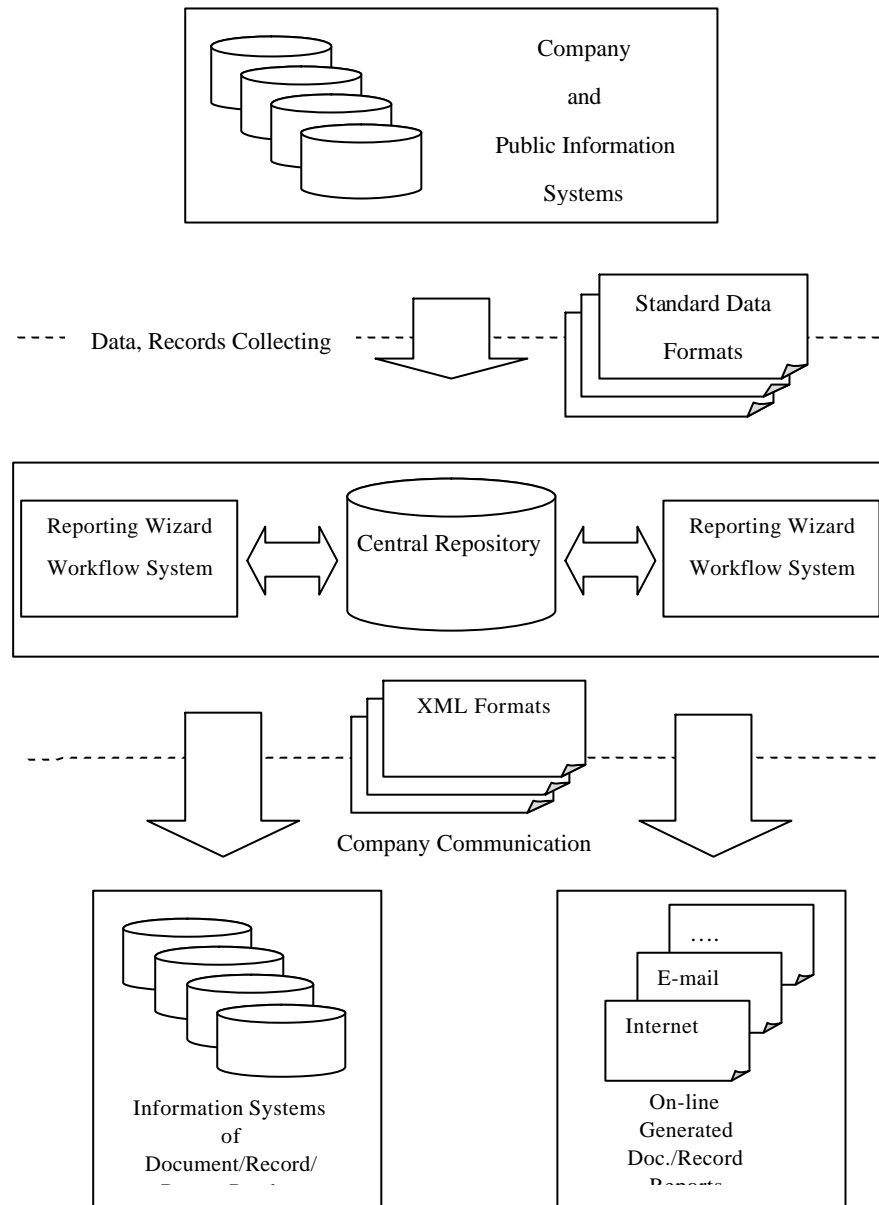 Company
and
Public Information
Systems
Standard Data
Formats
Data, Records Collecting
Reporting Wizard
Workflow System
Central Repository
Reporting Wizard
Workflow System
XML Formats
Company Communication
….
E-mail
Internet
Information Systems
of
Document/Record/
On-line
Generated
Doc./Record
Reports